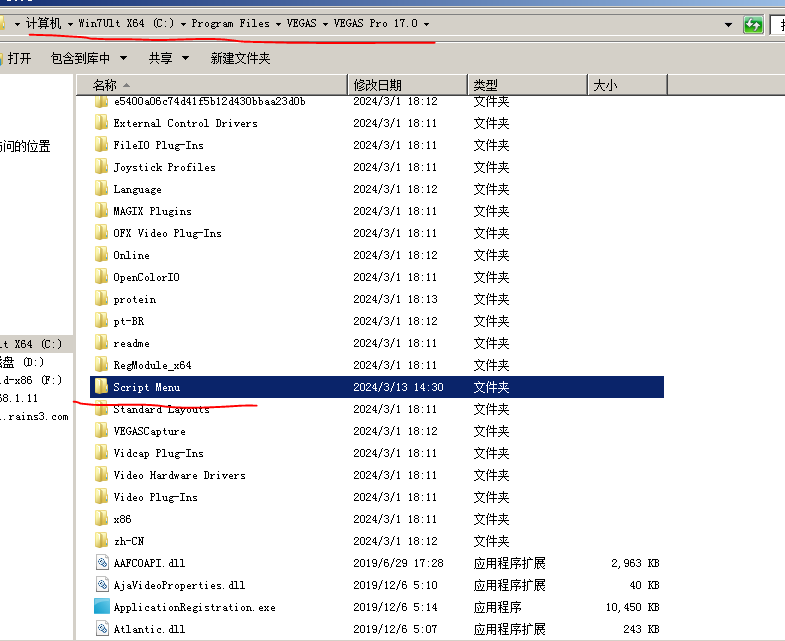 计算机 Win7Ult X64 (C:) Program Files VEGAS VEGAS Pro 17.0
打开 包含到库中 共享 新建文件夹
名称 修改日期 类型 大小
e5400a06c74d41f5b12d430bbaa23d0b 2024/3/1 18:12 文件夹
External Control Drivers 2024/3/1 18:11 文件夹
FileIO Plug-Ins 2024/3/1 18:11 文件夹
问的位置
Joystick Profiles 2024/3/1 18:11 文件夹
Language 2024/3/1 18:12 文件夹
MAGIX Plugins 2024/3/1 18:11 文件夹
OFX Video Plug-Ins 2024/3/1 18:11 文件夹
Online 2024/3/1 18:12 文件夹
OpenColorIO 2024/3/1 18:11 文件夹
protein 2024/3/1 18:13 文件夹
pt-BR 2024/3/1 18:12 文件夹
readme 2024/3/1 18:11 文件夹
lt X64 (C:)
RegModule_x64 2024/3/1 18:11 文件夹
盘 (D:)
d-x86 (F:)
Script Menu 2024/3/13 14:30 文件夹
68.1.11
Standard Layouts 2024/3/1 18:11 文件夹
.rains3.com
VEGASCapture 2024/3/1 18:12 文件夹
Vidcap Plug-Ins 2024/3/1 18:11 文件夹
Video Hardware Drivers 2024/3/1 18:11 文件夹
Video Plug-Ins 2024/3/1 18:11 文件夹
x86 2024/3/1 18:11 文件夹
zh-CN 2024/3/1 18:12 文件夹
AAFCOAPI.dll 2019/6/29 17:28 应用程序扩展 2,963 KB
AjaVideoProperties.dll 2019/12/6 5:10 应用程序扩展 40 KB
ApplicationRegistration.exe 2019/12/6 5:14 应用程序 10,450 KB
Atlantic.dll 2019/12/6 5:07 应用程序扩展 243 KB